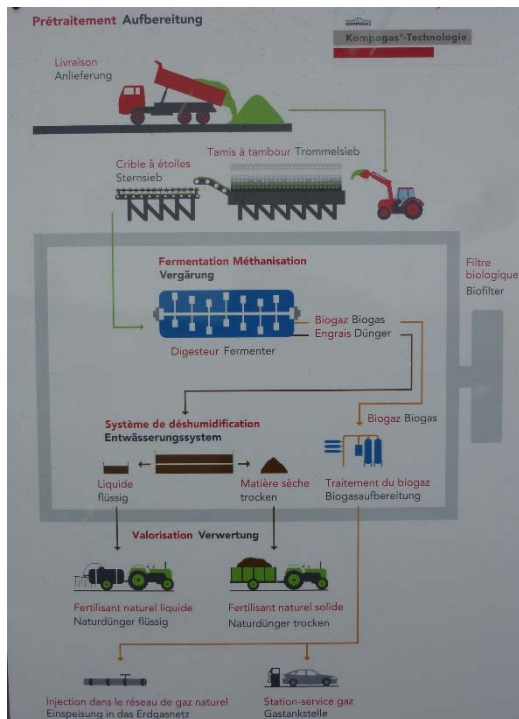 Prétraitement Aufbereitung
KOMPOGAS
Kompogas®-Technologie
Livraison
Anlieferung
Tamis à tambour Trommelsieb
Crible à étoiles
Sternsieb
Fermentation Méthanisation
Vergärung
Filtre
biologique
Biofilter
Biogaz Biogas
Engrais Dünger
Digesteur Fermenter
Biogaz Biogas
Système de déshumidification
Entwässerungssystem
Liquide
flüssig
Matière sèche
trocken
Traitement du biogaz
Biogasaufbereitung
Valorisation Verwertung
Fertilisant naturel liquide
Naturdünger flüssig
Fertilisant naturel solide
Naturdünger trocken
Injection dans le réseau de gaz naturel
Einspeisung in das Erdgasnetz
Station-service gaz
Gastankstelle